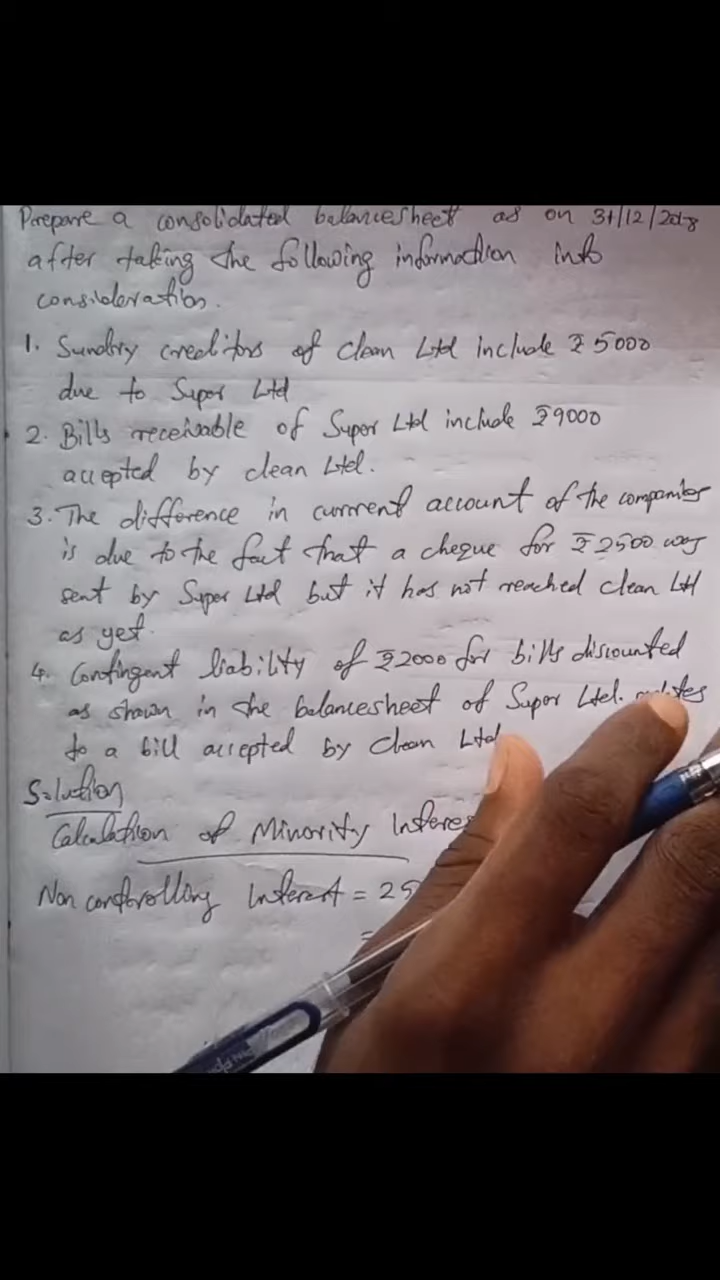 Prepare a consolidated balancesheet as on 31/12/2018
after taking the following information into
consideration.
1. Sundry creditors of Clean Ltd include ₹5000
due to Super Ltd
2. Bills receivable of Super Ltd include ₹9000
accepted by clean Ltd.
3. The difference in current account of the companies
is due to the fact that a cheque for ₹2500 was
sent by Super Ltd but it has not reached clean Ltd
as yet.
4. Contingent liability of ₹2000 for bills discounted
as shown in the balancesheet of Super Ltd.
to a bill accepted by Clean Ltd
Solution
Calculation of Minority Interes
Non controlling Interest = 25
=